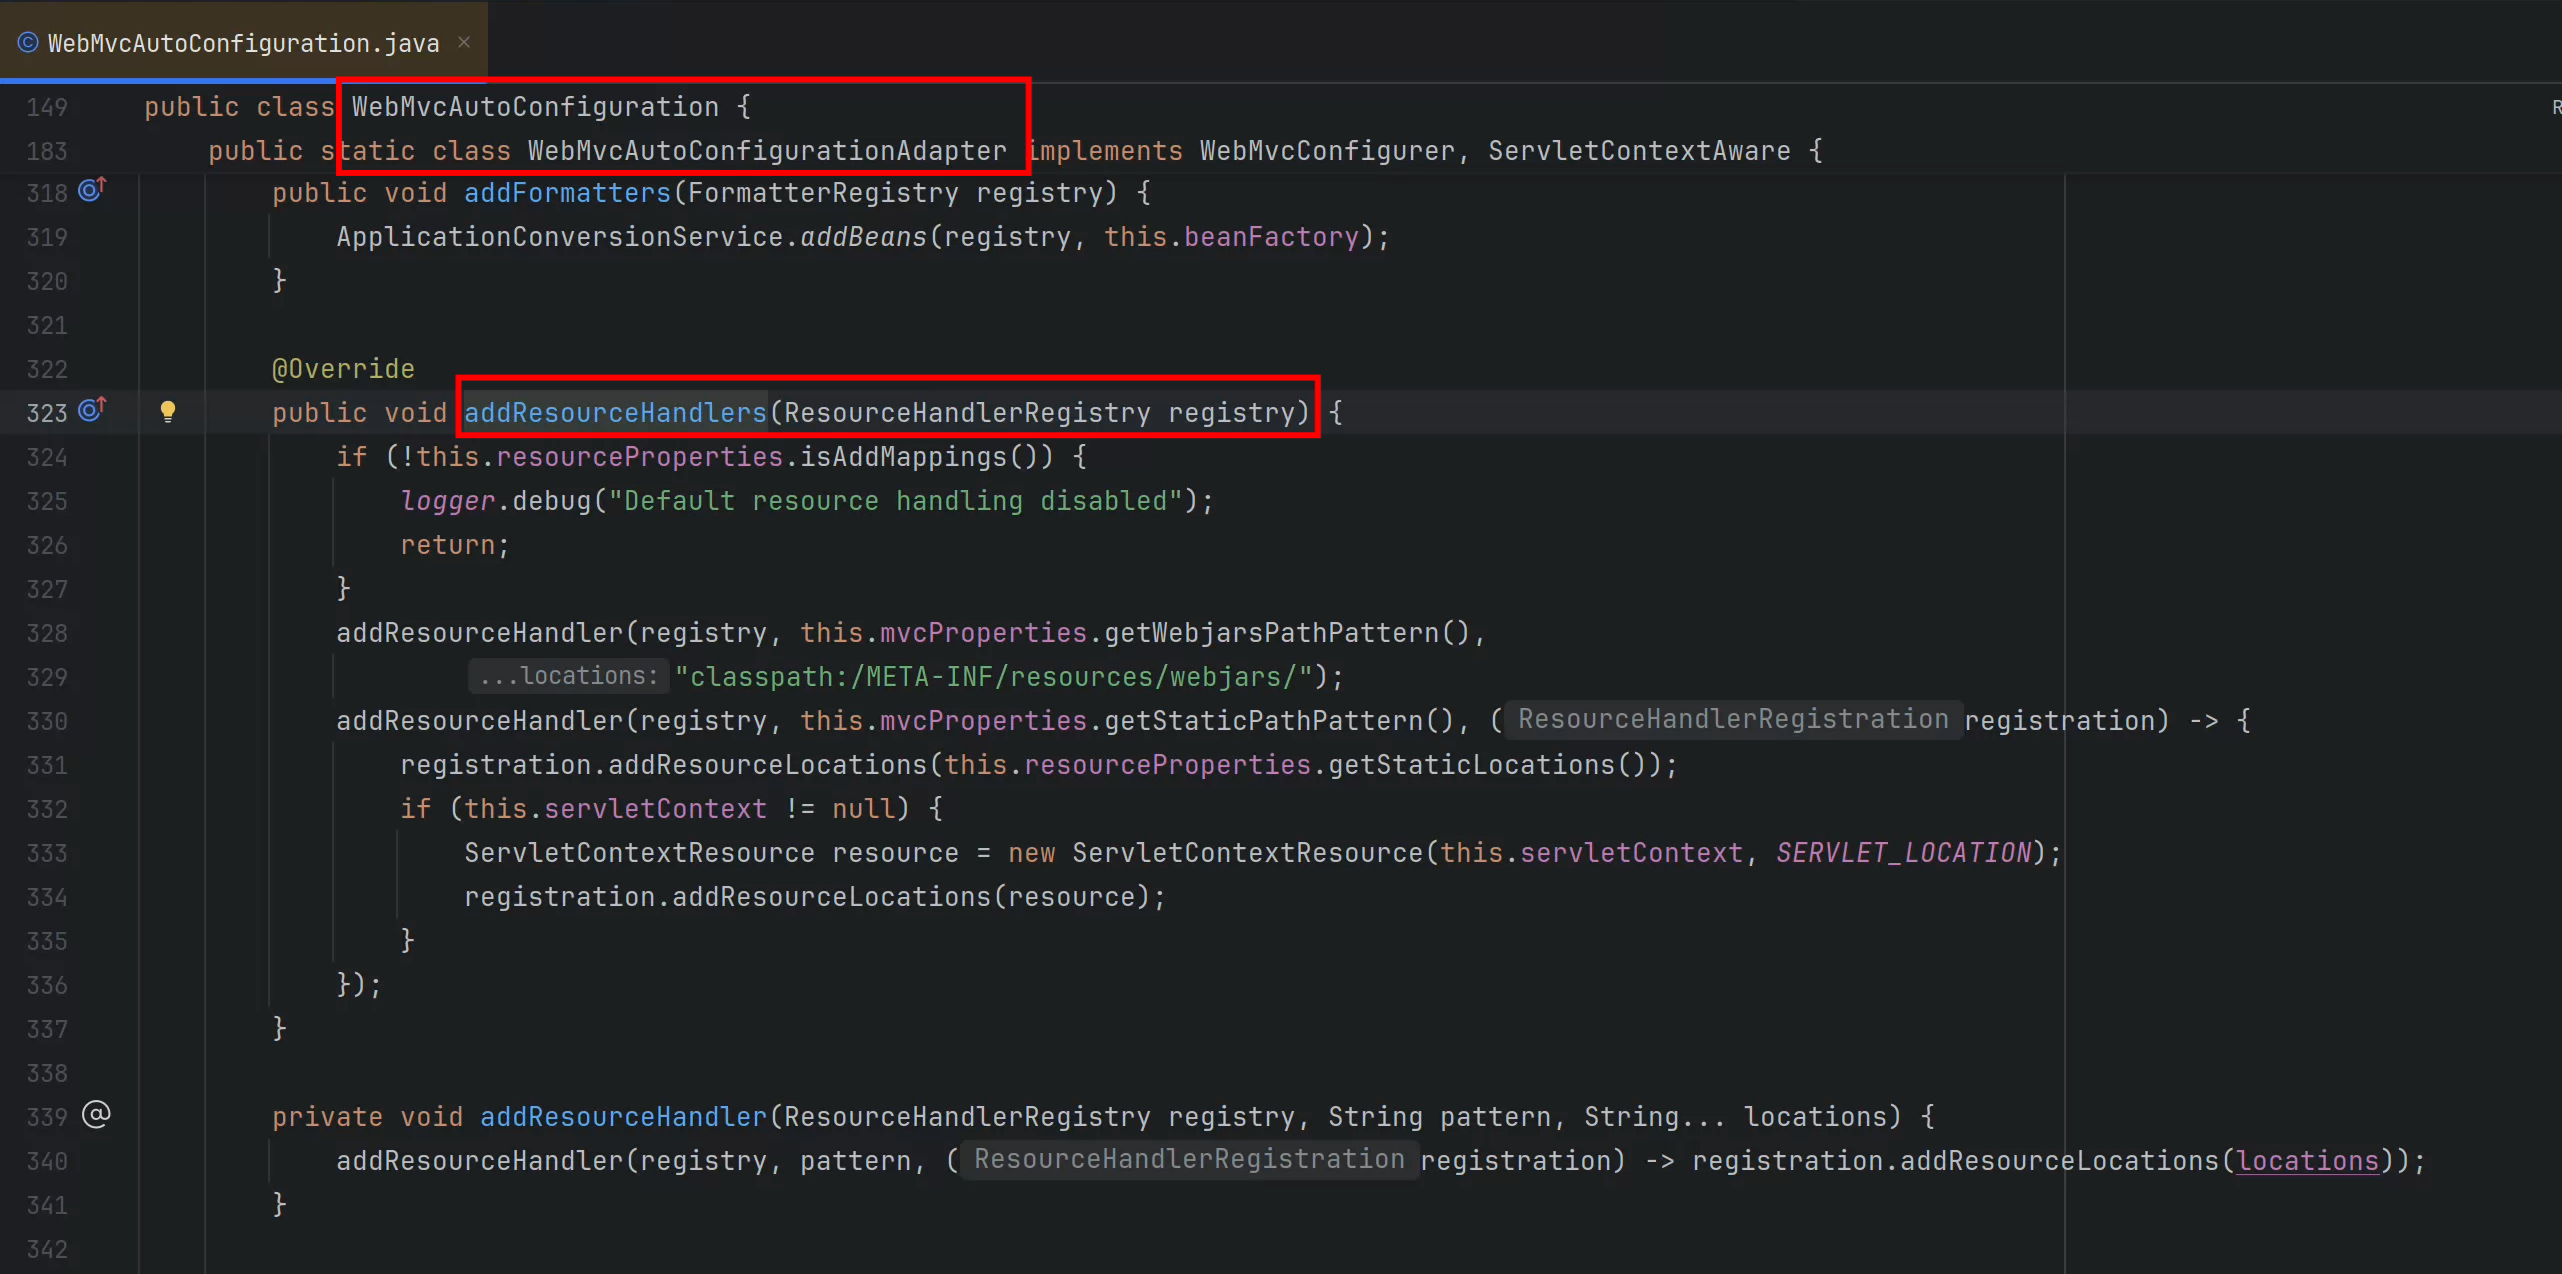 WebMvcAutoConfiguration.java
149 public class WebMvcAutoConfiguration {
R
183 public static class WebMvcAutoConfigurationAdapter implements WebMvcConfigurer, ServletContextAware {
318 public void addFormatters(FormatterRegistry registry) {
319 ApplicationConversionService.addBeans(registry, this.beanFactory);
320 }
321
322 @Override
323 public void addResourceHandlers(ResourceHandlerRegistry registry) {
324 if (!this.resourceProperties.isAddMappings()) {
325 logger.debug("Default resource handling disabled");
326 return;
327 }
328 addResourceHandler(registry, this.mvcProperties.getWebjarsPathPattern(),
329 ...locations: "classpath:/META-INF/resources/webjars/");
330 addResourceHandler(registry, this.mvcProperties.getStaticPathPattern(), (ResourceHandlerRegistration registration) -> {
331 registration.addResourceLocations(this.resourceProperties.getStaticLocations());
332 if (this.servletContext != null) {
333 ServletContextResource resource = new ServletContextResource(this.servletContext, SERVLET_LOCATION);
334 registration.addResourceLocations(resource);
335 }
336 });
337 }
338
339 @ private void addResourceHandler(ResourceHandlerRegistry registry, String pattern, String... locations) {
340 addResourceHandler(registry, pattern, (ResourceHandlerRegistration registration) -> registration.addResourceLocations(locations));
341 }
342